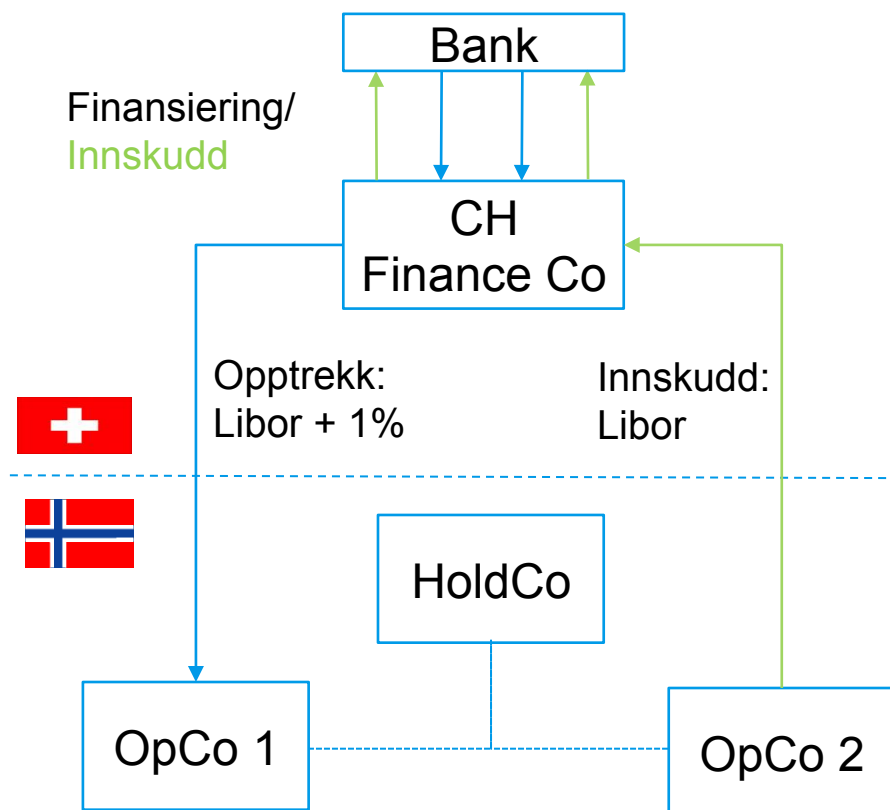 Bank
Finansiering/
Innskudd
CH
Finance Co
Opptrekk:
Libor + 1%
Innskudd:
Libor
HoldCo
OpCo 1
OpCo 2